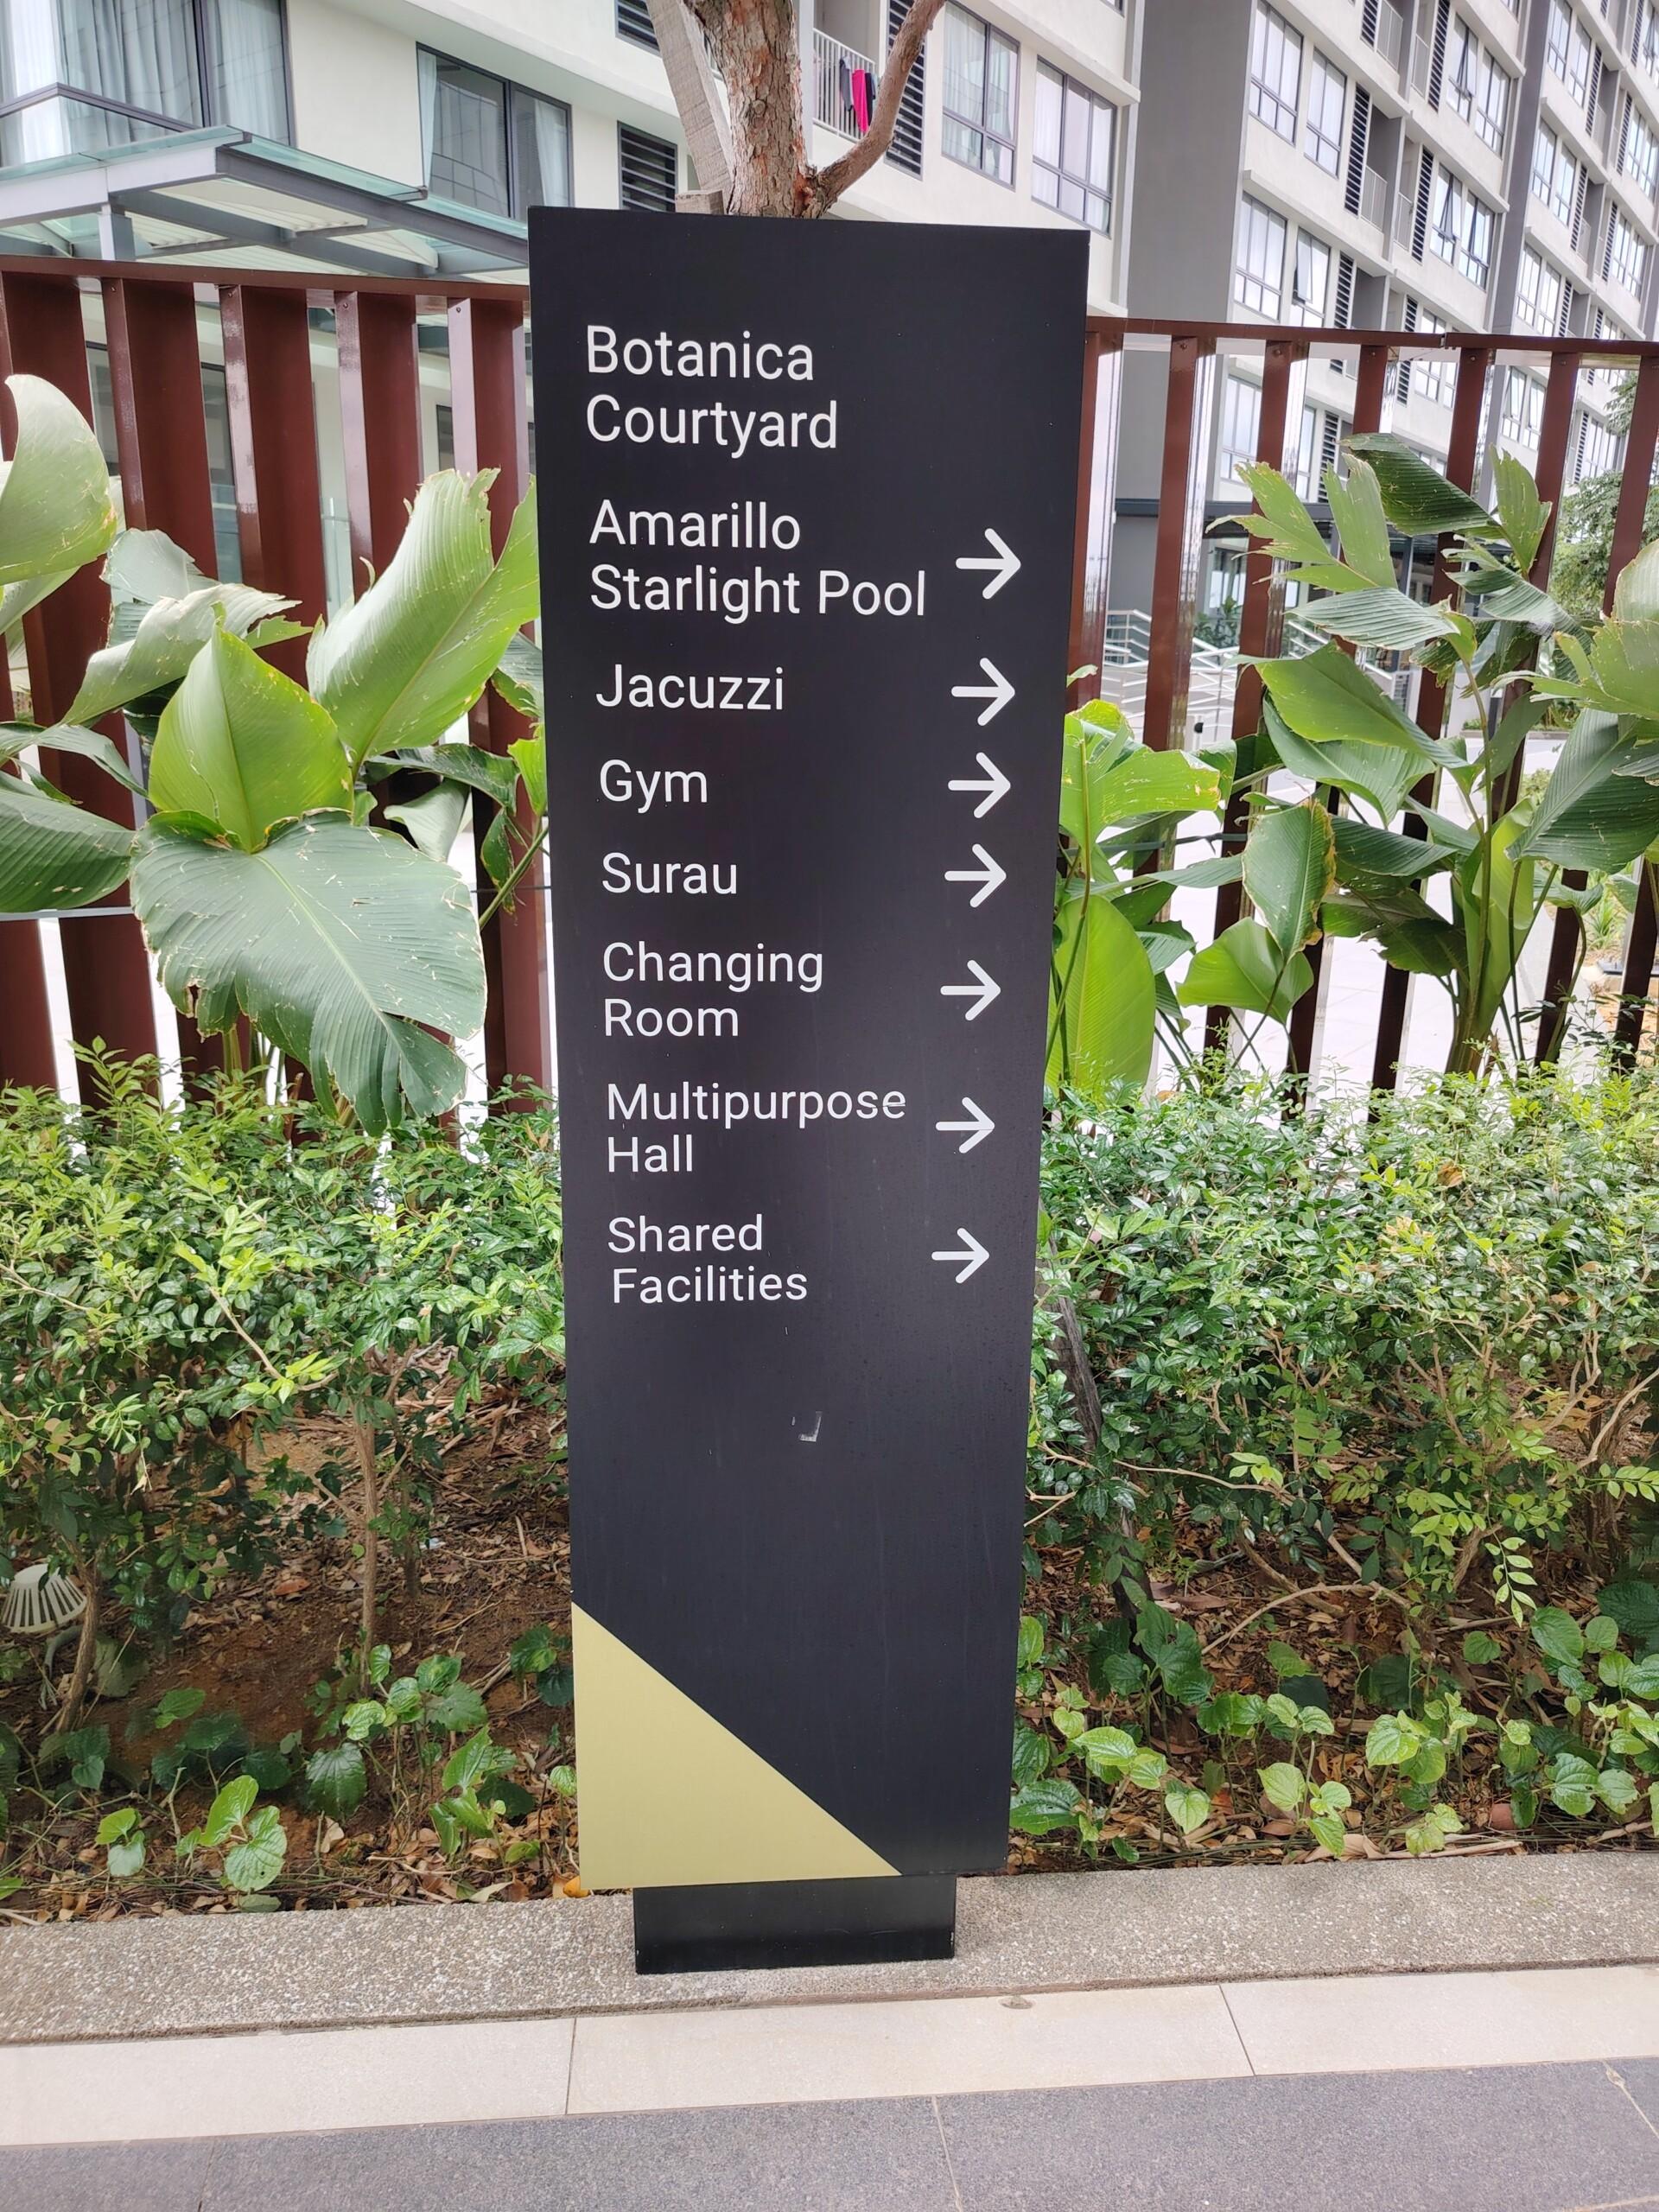 Botanica
Courtyard
Amarillo
Starlight Pool →
Jacuzzi →
Gym →
Surau →
Changing
Room →
Multipurpose
Hall →
Shared
Facilities →